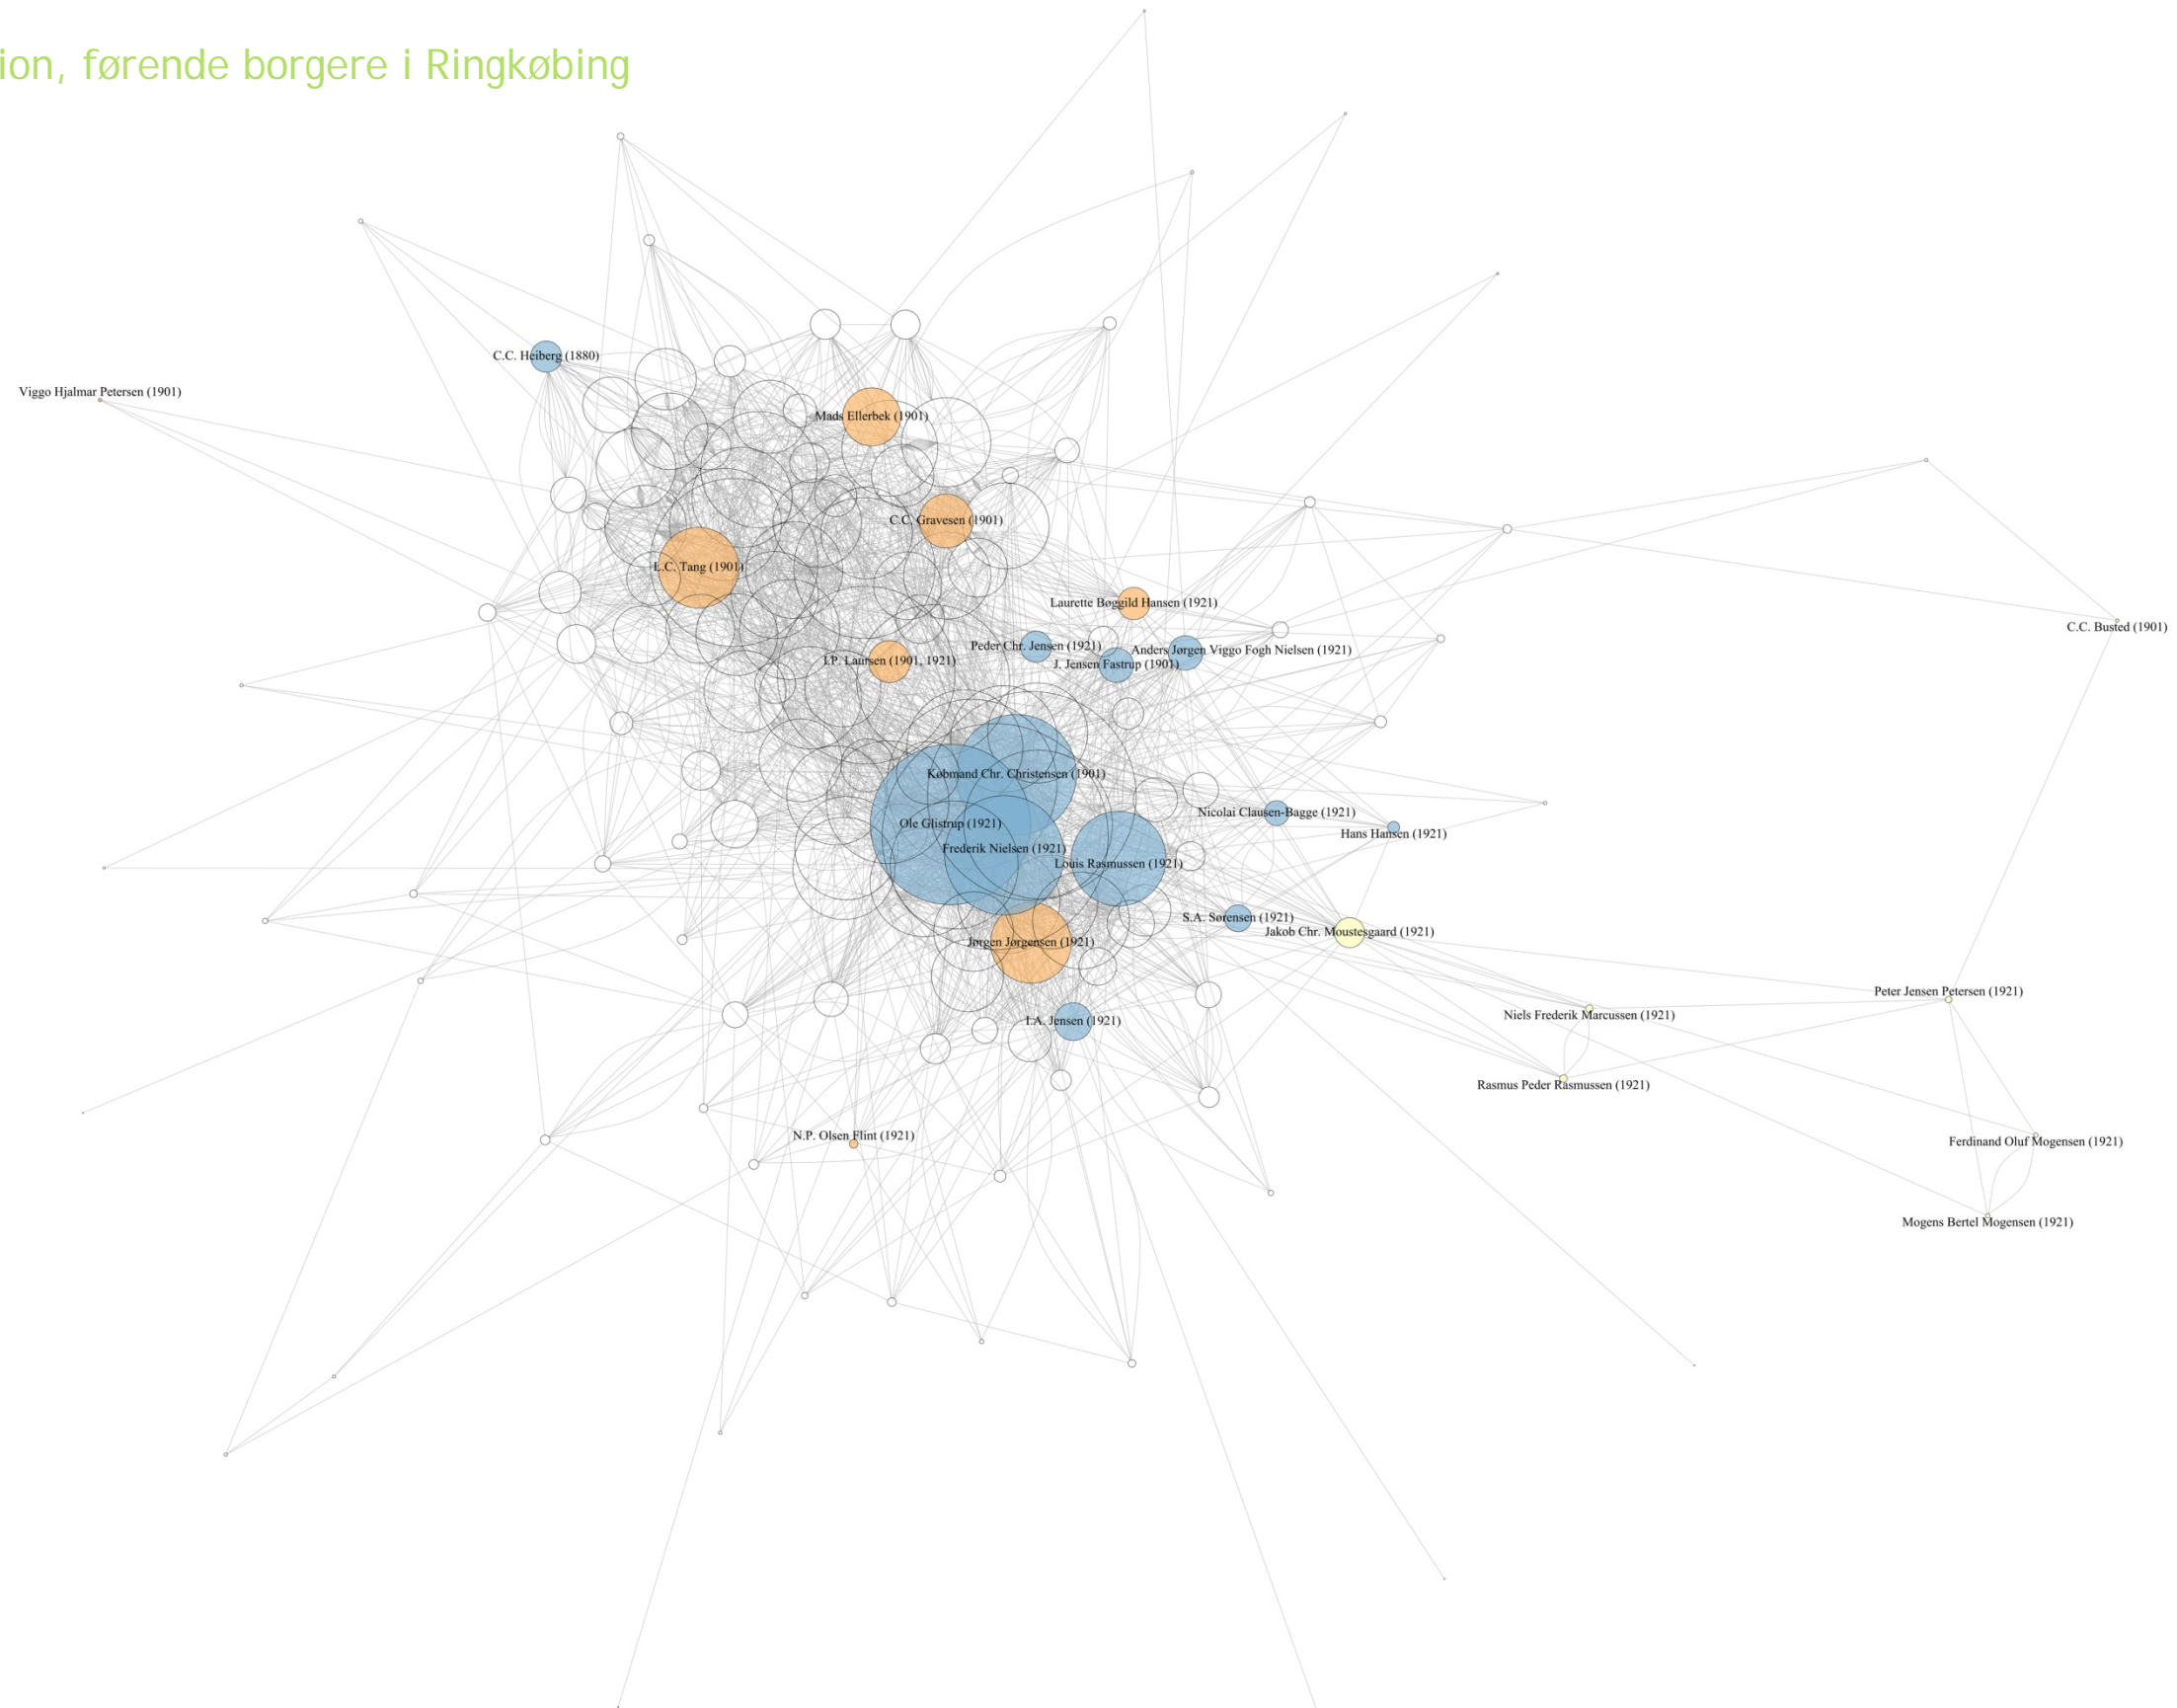 ion, førende borgere i Ringkøbing
C.C. Heiberg (1880)
Viggo Hjalmar Petersen (1901)
Mads Ellerbek (1901)
C.C. Gravesen (1901)
L.C. Tang (1901)
Laurette Bøggild Hansen (1921)
C.C. Busted (1901)
Peder Chr. Jensen (1921)
Anders Jørgen Viggo Fogh Nielsen (1921)
I.P. Laursen (1901, 1921)
J. Jensen Fastrup (1901)
Købmand Chr. Christensen (1901)
Nicolai Clausen-Bagge (1921)
Ole Glistrup (1921)
Hans Hansen (1921)
Frederik Nielsen (1921)
Louis Rasmussen (1921)
S.A. Sørensen (1921)
Jakob Chr. Moustesgaard (1921)
Jørgen Jørgensen (1921)
Peter Jensen Petersen (1921)
Niels Frederik Marcussen (1921)
I.A. Jensen (1921)
Rasmus Peder Rasmussen (1921)
N.P. Olsen Flint (1921)
Ferdinand Oluf Mogensen (1921)
Mogens Bertel Mogensen (1921)